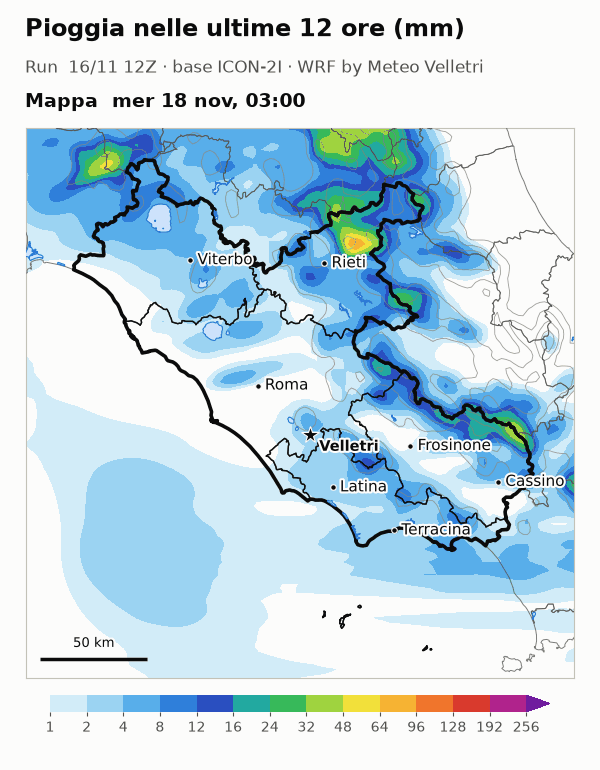 Pioggia nelle ultime 12 ore (mm)
Run  16/11 12Z · base ICON-2I · WRF by Meteo Velletri
Mappa  mer 18 nov, 03:00
Viterbo
Rieti
Roma
Velletri
Frosinone
Latina
Cassino
Terracina
50 km
1 2 4 8 12 16 24 32 48 64 96 128 192 256